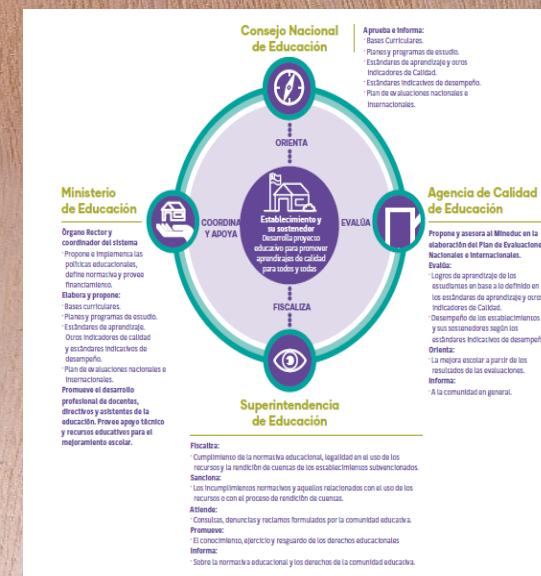 Consejo Nacional
de Educación
Aprueba e Informa:
· Bases Curriculares.
· Planes y programas de estudio.
· Estándares de aprendizaje y otros
Indicadores de Calidad.
· Estándares indicativos de desempeño.
· Plan de evaluaciones nacionales e
Internacionales.
ORIENTA
Ministerio
de Educación
Órgano Rector y
coordinador del sistema
· Propone e implementa las
políticas educacionales,
define normativa y provee
financiamiento.
Elabora y propone:
· Bases curriculares.
· Planes y programas de estudio.
· Estándares de aprendizaje.
Otros indicadores de calidad
y estándares indicativos de
desempeño.
· Plan de evaluaciones nacionales e
Internacionales.
Promueve el desarrollo
profesional de docentes,
directivos y asistentes de la
educación. Provee apoyo técnico
y recursos educativos para el
mejoramiento escolar.
COORDINA
Y APOYA
Establecimiento y
su sostenedor
Desarrolla proyecto
educativo para promover
aprendizajes de calidad
para todos y todas
EVALÚA
Agencia de Calidad
de Educación
Propone y asesora al Mineduc en la
elaboración del Plan de Evaluacione
Nacionales e Internacionales.
Evalúa:
· Logros de aprendizaje de los
estudiantes en base a lo definido en
los estándares de aprendizaje y otros
Indicadores de Calidad.
· Desempeño de los establecimientos
y sus sostenedores según los
estándares indicativos de desempeñ
Orienta:
· La mejora escolar a partir de los
resultados de las evaluaciones.
Informa:
· A la comunidad en general.
FISCALIZA
Superintendencia
de Educación
Fiscaliza:
· Cumplimiento de la normativa educacional, legalidad en el uso de los
recursos y la rendición de cuentas de los establecimientos subvencionados.
Sanciona:
· Los incumplimientos normativos y aquellos relacionados con el uso de los
recursos o con el proceso de rendición de cuentas.
Atiende:
· Consultas, denuncias y reclamos formulados por la comunidad educativa.
Promueve:
· El conocimiento, ejercicio y resguardo de los derechos educacionales
Informa:
· Sobre la normativa educacional y los derechos de la comunidad educativa.